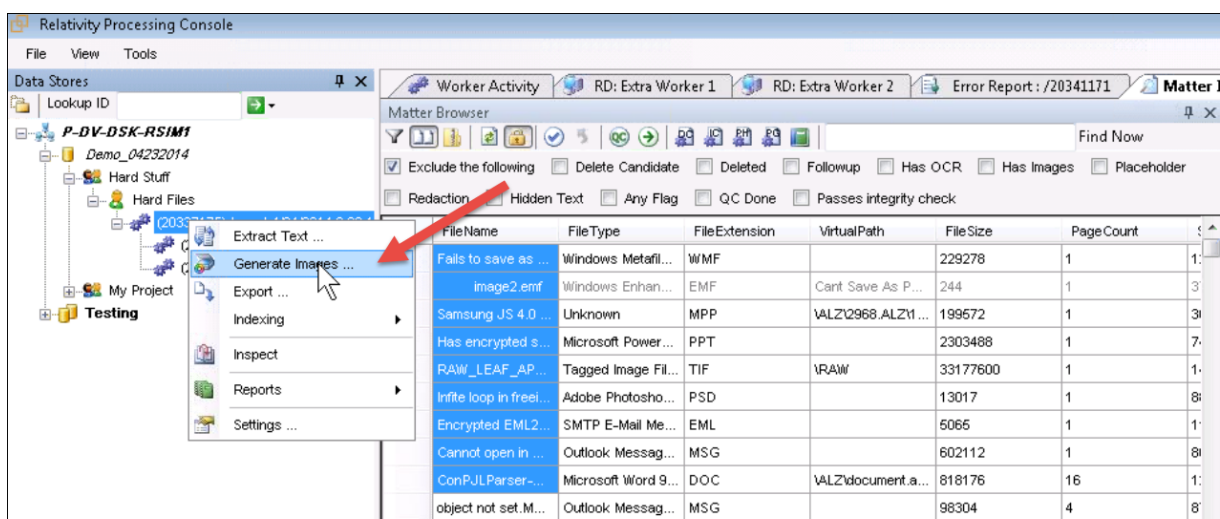 Relativity Processing Console
File View Tools
Data Stores
Worker Activity RD: Extra Worker 1 RD: Extra Worker 2 Error Report : /20341171 Matter
Lookup ID
Matter Browser
P-DV-DSK-RSIM1
Find Now
Demo_04232014
Exclude the following Delete Candidate Deleted Followup Has OCR Has Images Placeholder
Hard Stuff
Redaction Hidden Text Any Flag QC Done Passes integrity check
Hard Files
FileName FileType FileExtension VirtualPath FileSize PageCount
Extract Text ...
Fails to save as ... Windows Metafil... WMF 229278 1
Generate Images ...
image2.emf Windows Enhan... EMF Cant Save As P... 244 1
My Project
Export ...
Samsung JS 4.0 ... Unknown MPP \ALZ\2968.ALZ\1... 199572 1
Testing
Indexing
Has encrypted s... Microsoft Power... PPT 2303488 1
Inspect
RAW_LEAF_AP... Tagged Image Fil... TIF \RAW 33177600 1
Reports
Infite loop in freei... Adobe Photosho... PSD 13017 1
Settings ...
Encrypted EML2... SMTP E-Mail Me... EML 5065 1
Cannot open in ... Outlook Messag... MSG 602112 1
ConPJLParser-... Microsoft Word 9... DOC \ALZ\document.a... 818176 16
object not set.M... Outlook Messag... MSG 98304 4